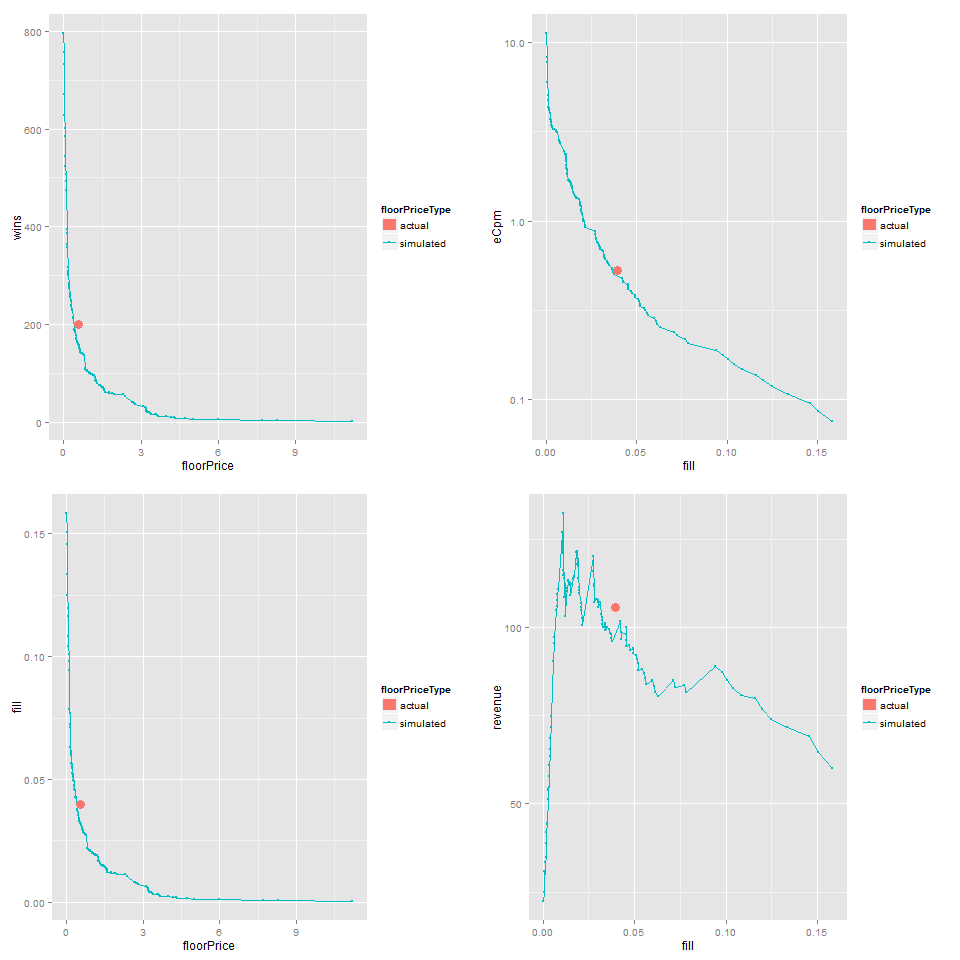 800
600
400
200
0
wins
0
3
6
9
floorPrice
floorPriceType
actual
simulated
10.0
1.0
0.1
eCpm
0.00
0.05
0.10
0.15
fill
floorPriceType
actual
simulated
0.15
0.10
0.05
0.00
fill
0
3
6
9
floorPrice
floorPriceType
actual
simulated
100
50
revenue
0.00
0.05
0.10
0.15
fill
floorPriceType
actual
simulated